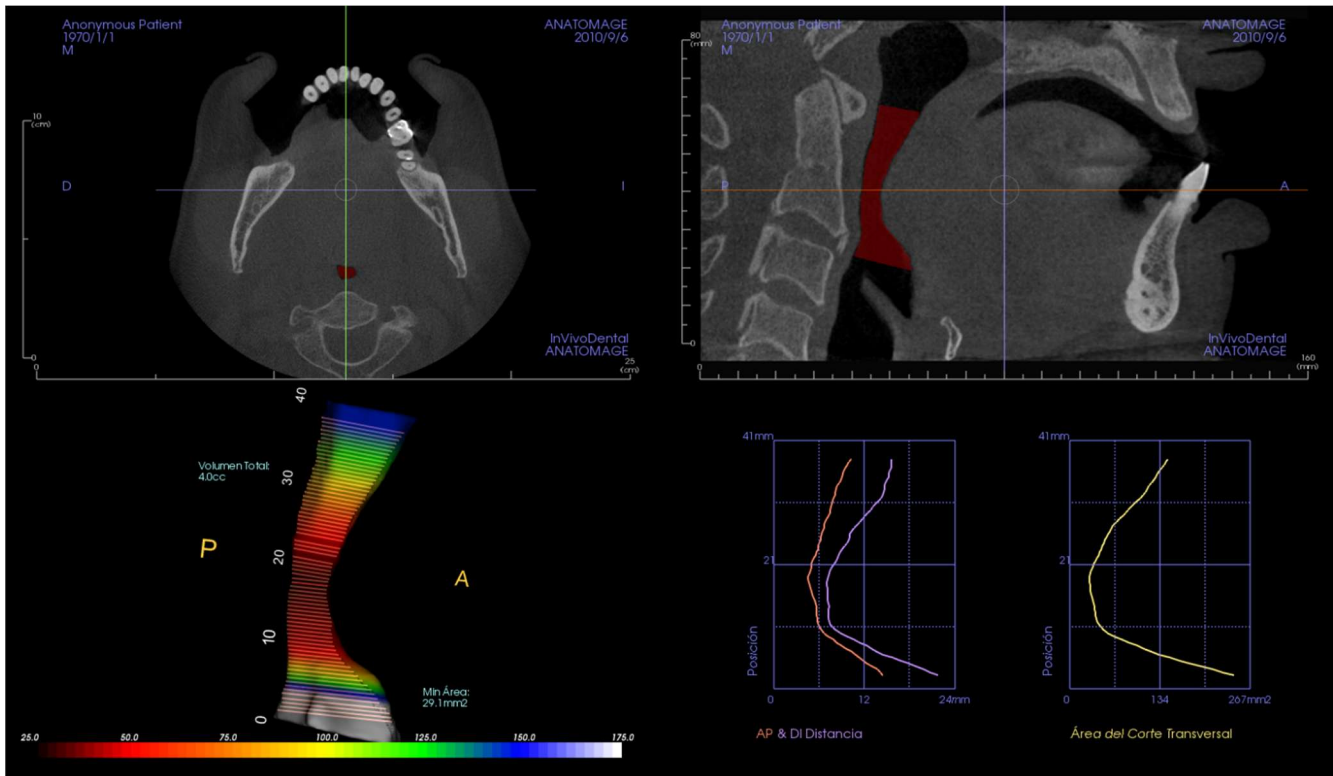 Anonymous Patient
1970/1/1
M
ANATOMAGE
2010/9/6
10
(cm)
D
I
InVivoDental
ANATOMAGE
0
0
25
(cm)
Anonymous Patient
1970/1/1
M
ANATOMAGE
2010/9/6
80
(mm)
P
A
InVivoDental
ANATOMAGE
0
0
160
(mm)
40
Volumen Total:
4.0cc
30
P
20
A
10
Min Área:
29.1mm2
0
25.0 50.0 75.0 100.0 125.0 150.0 175.0
41mm
21
Posición
0 12 24mm
AP & DI Distancia
41mm
21
Posición
0 134 267mm2
Área del Corte Transversal